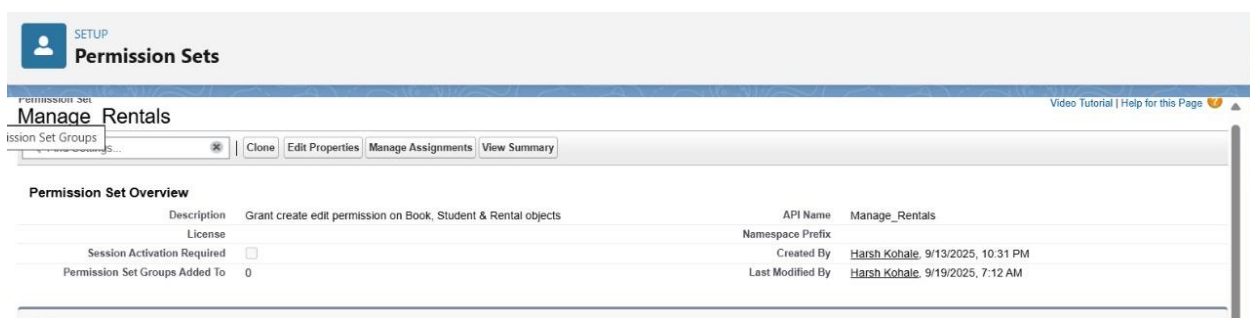 SETUP
Permission Sets
Permission Set
Manage_Rentals
Video Tutorial | Help for this Page
ission Set Groups
Clone Edit Properties Manage Assignments View Summary
Permission Set Overview
Description Grant create edit permission on Book, Student & Rental objects API Name Manage_Rentals
License Namespace Prefix
Session Activation Required Created By Harsh Kohale, 9/13/2025, 10:31 PM
Permission Set Groups Added To 0 Last Modified By Harsh Kohale, 9/19/2025, 7:12 AM